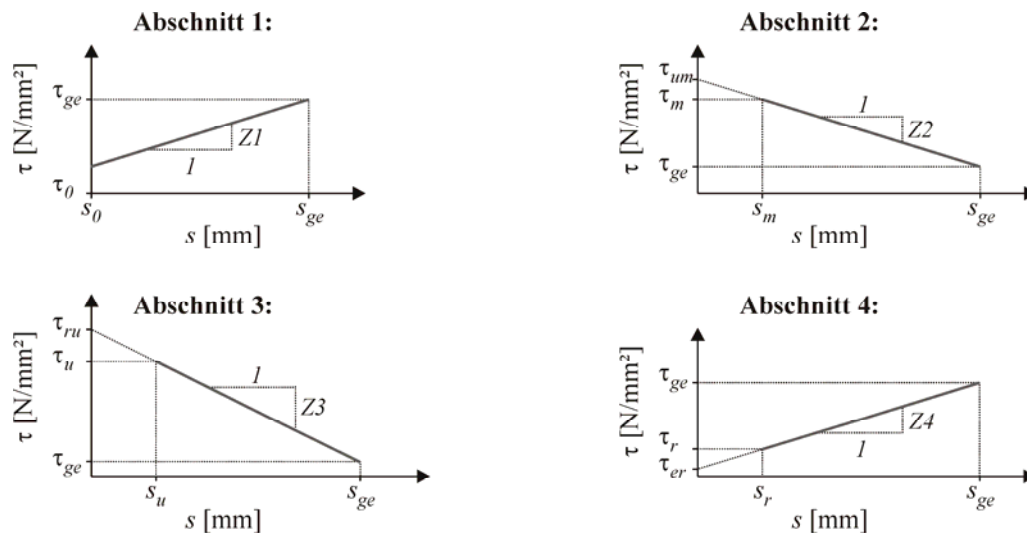 Abschnitt 1:
τ [N/mm²]
τge
τ0
Z1
1
s0
sge
s [mm]
Abschnitt 2:
τ [N/mm²]
τum
τm
τge
1
Z2
sm
sge
s [mm]
Abschnitt 3:
τ [N/mm²]
τru
τu
τge
1
Z3
su
sge
s [mm]
Abschnitt 4:
τ [N/mm²]
τge
τr
τer
Z4
1
sr
sge
s [mm]